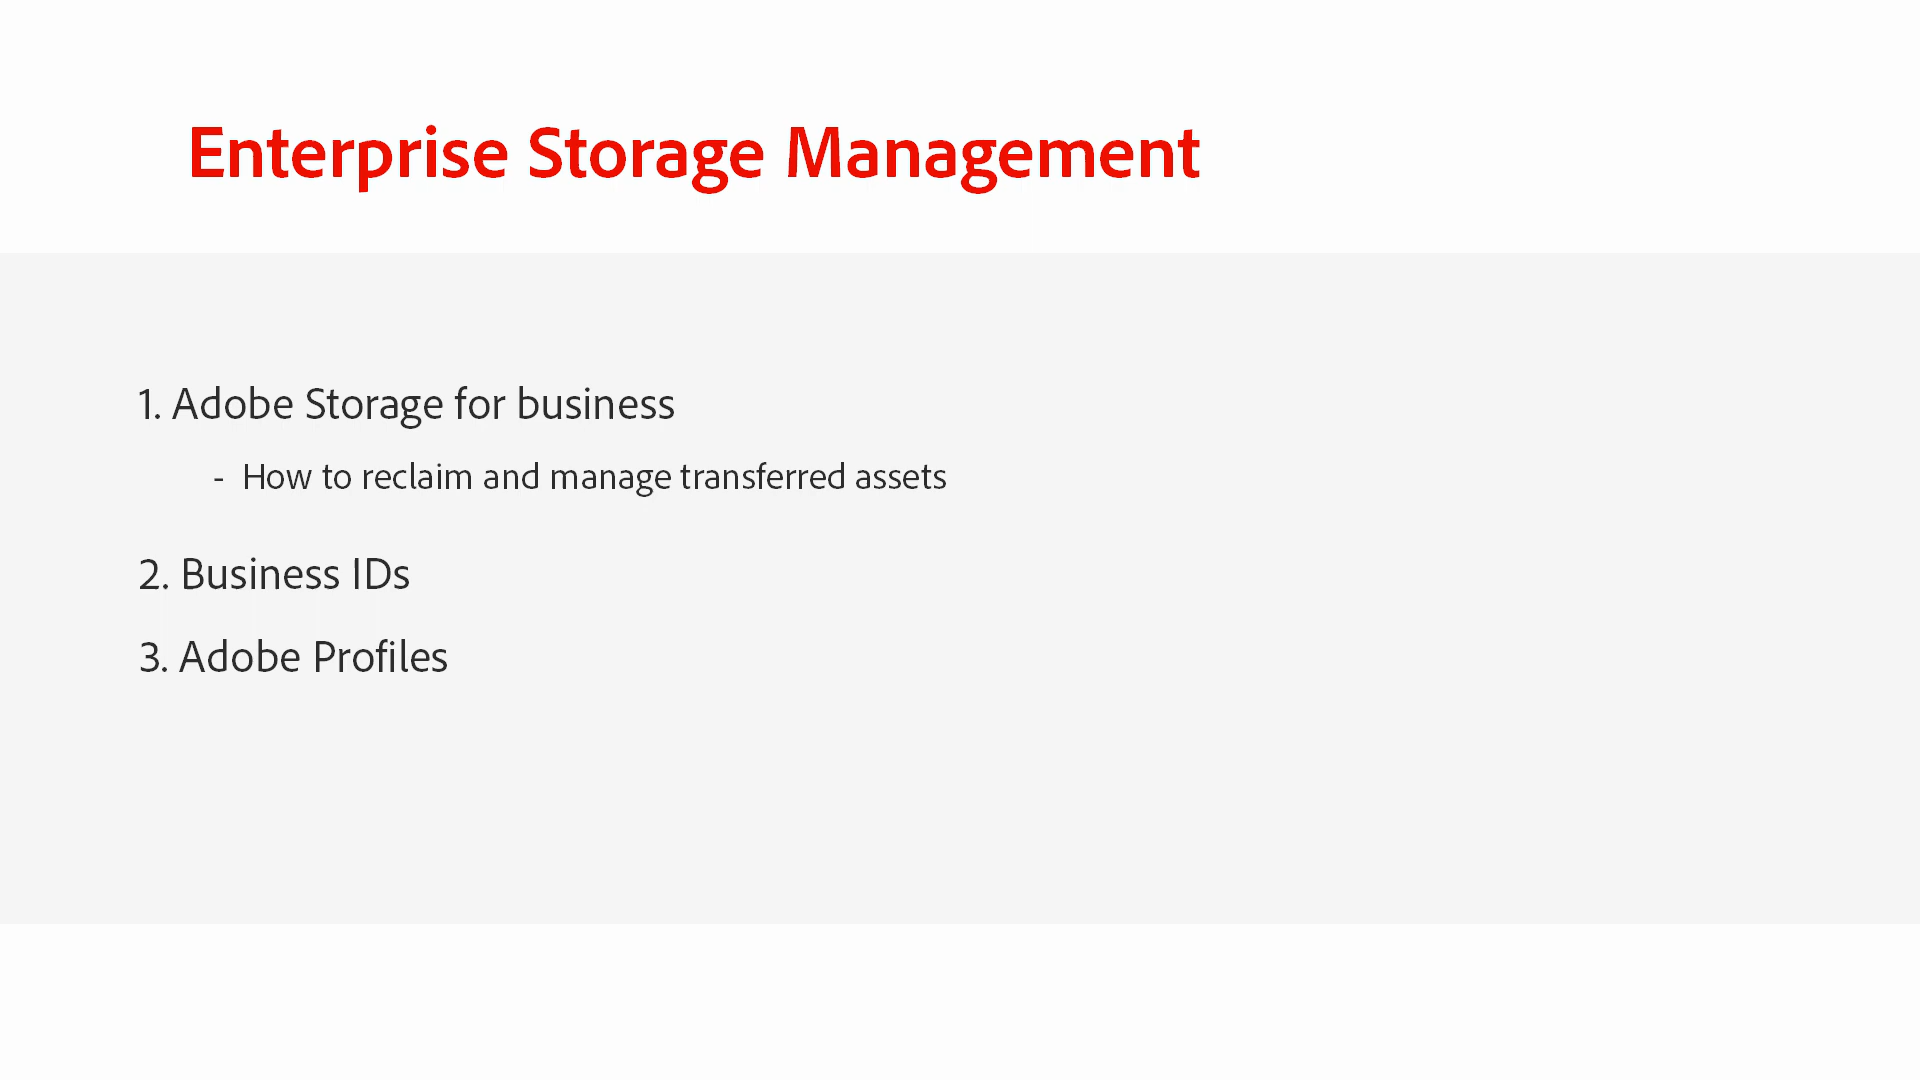 Enterprise Storage Management
1. Adobe Storage for business
- How to reclaim and manage transferred assets
2. Business IDs
3. Adobe Profiles